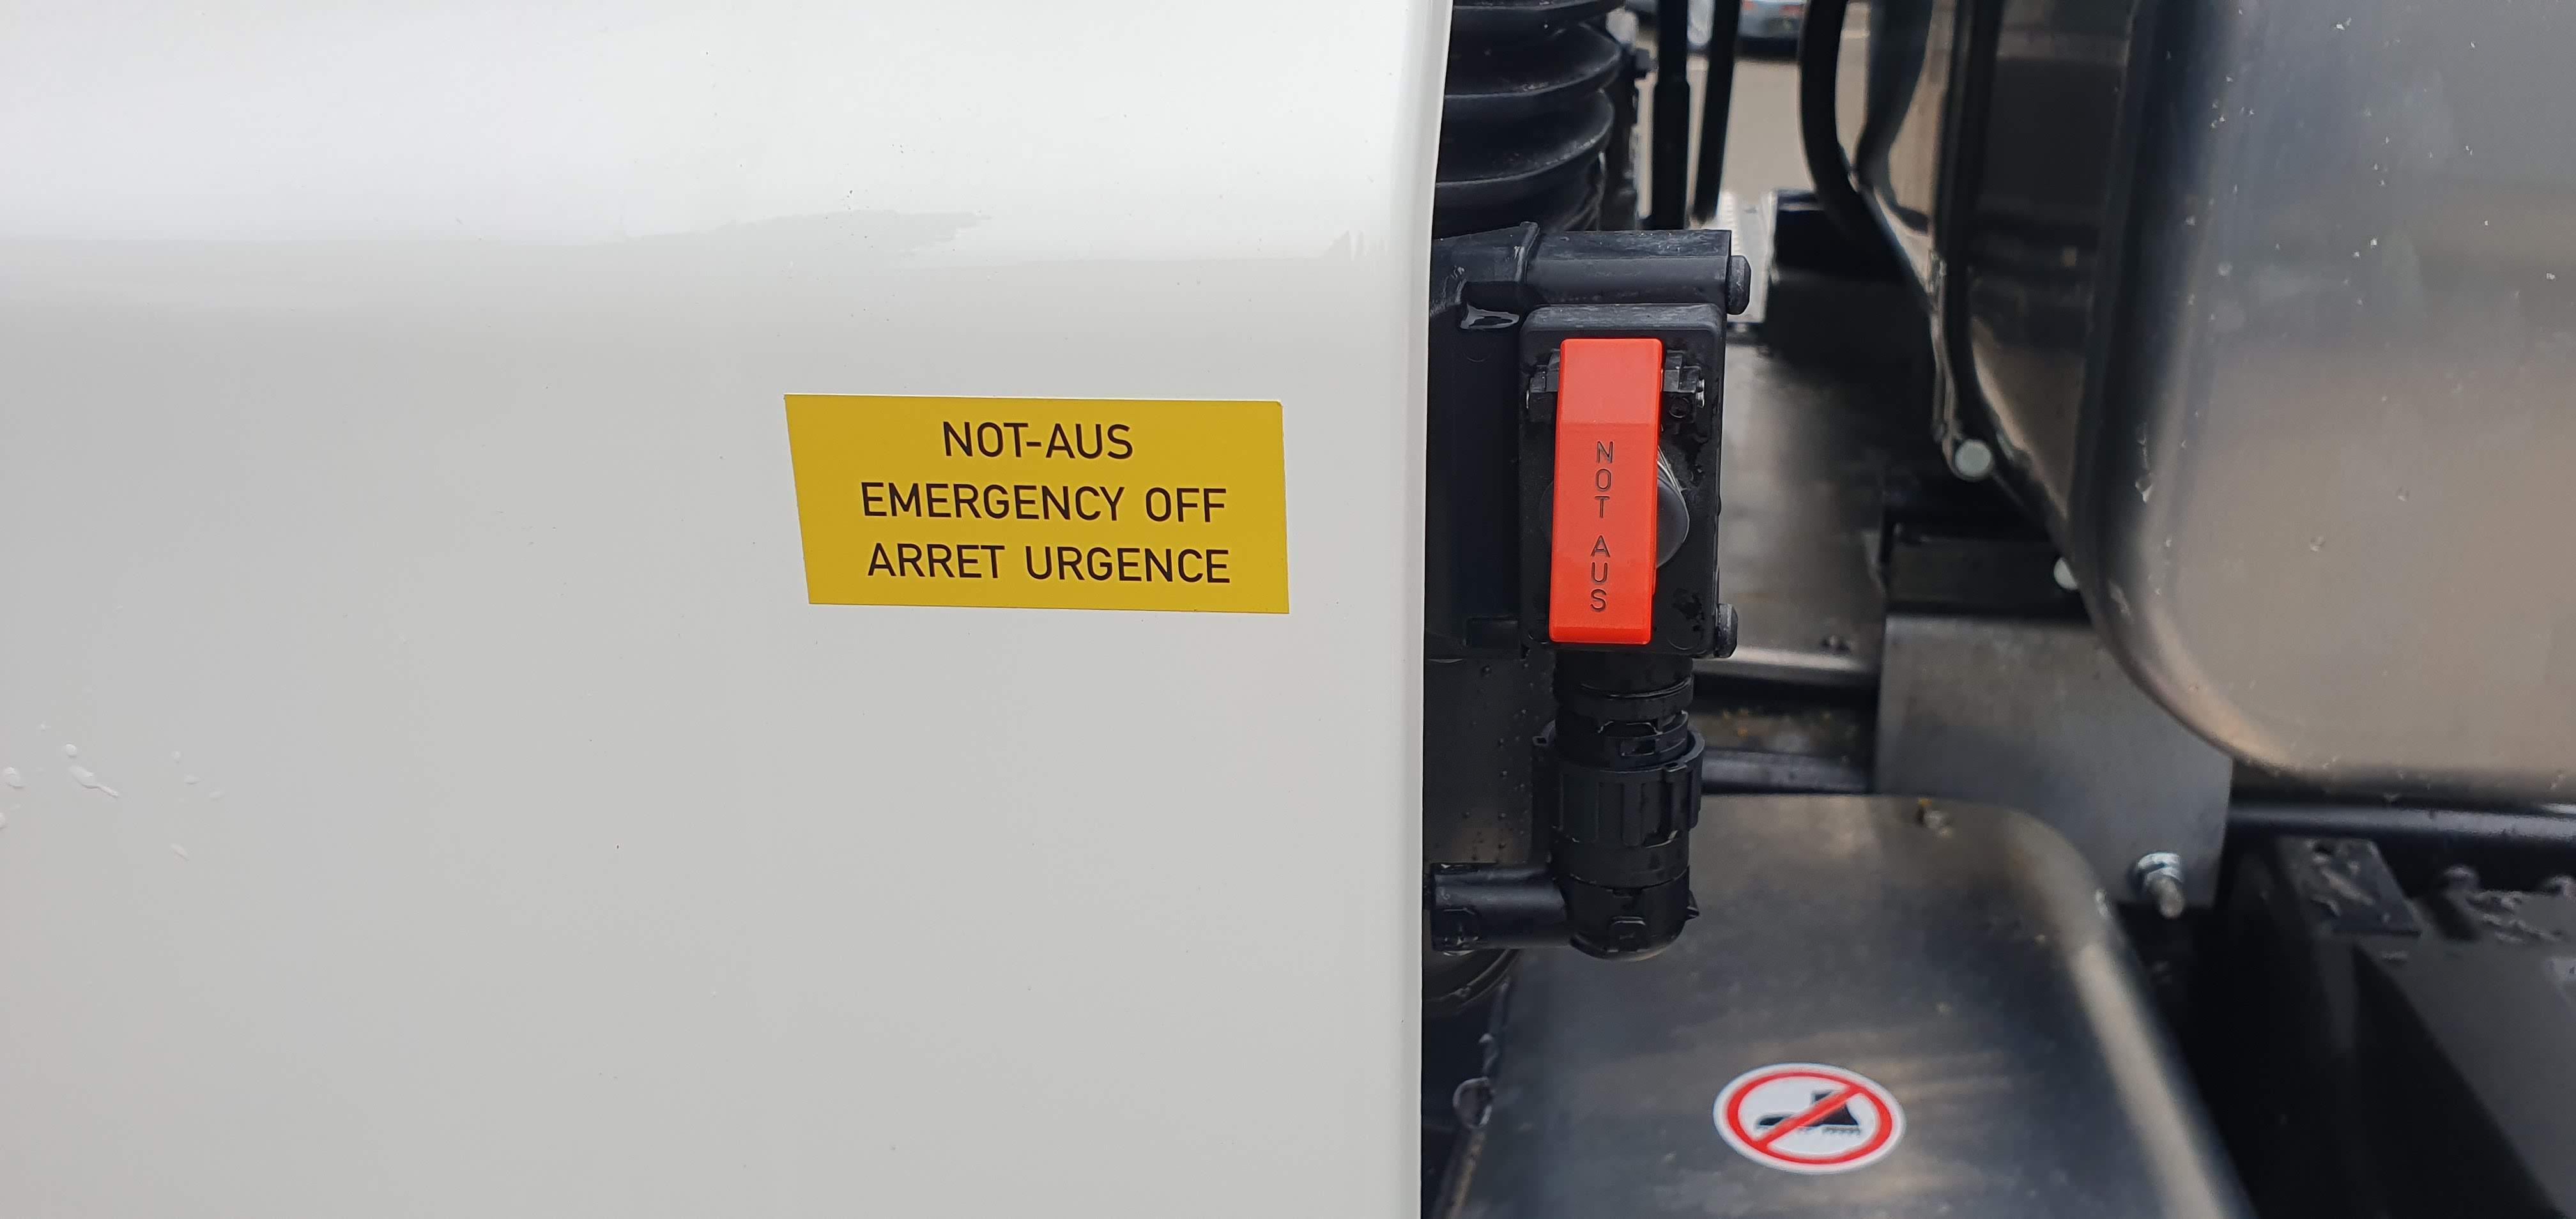 NOT-AUS
EMERGENCY OFF
ARRET URGENCE
NOT AUS